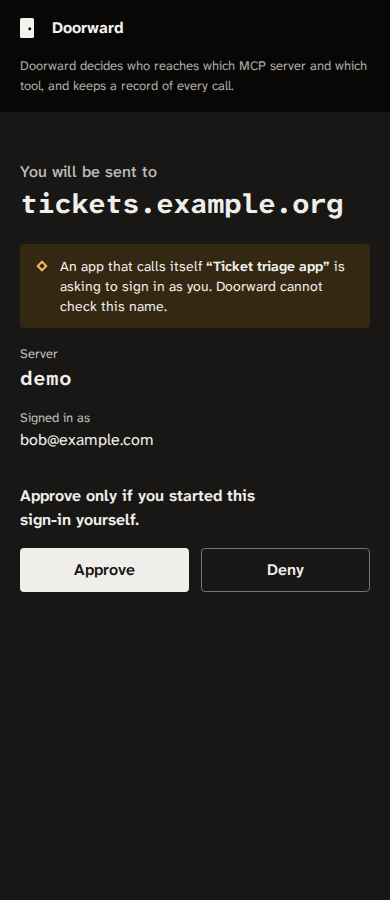 Doorward
Doorward decides who reaches which MCP server and which
tool, and keeps a record of every call.
You will be sent to
tickets.example.org
An app that calls itself “Ticket triage app” is
asking to sign in as you. Doorward cannot
check this name.
Server
demo
Signed in as
bob@example.com
Approve only if you started this
sign-in yourself.
Approve
Deny